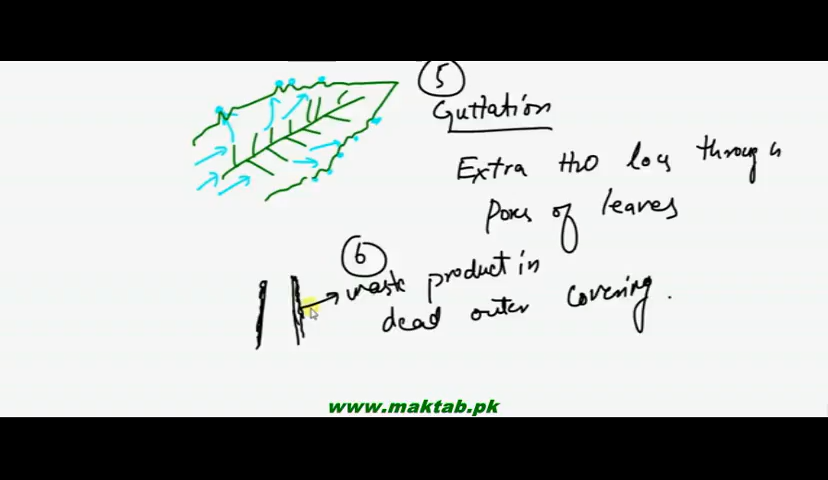 5
Guttation
Extra H2O loss through
Pores of leaves
6
waste product in
dead outer covering.
www.maktab.pk